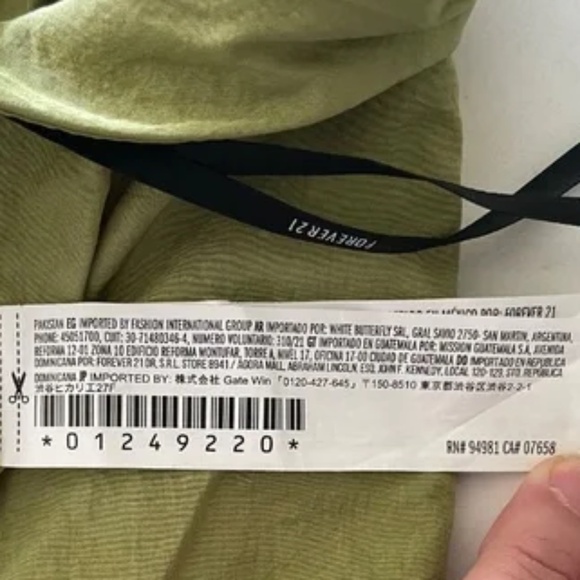 FOREVER 21
EN MÉXICO POR: FOREVER 21
PAKISTAN EG IMPORTED BY FASHION INTERNATIONAL GROUP AR IMPORTADO POR: WHITE BUTTERFLY SRL, GRAL SAVIO 2750- SAN MARTIN, ARGENTINA,
PHONE: 45051700, CUIT: 30-71480346-4, NUMERO VOLUNTARIO: 310/21 GT IMPORTADO EN GUATEMALA POR: MISSION GUATEMALA S.A, AVENIDA
REFORMA 12-01 ZONA 10 EDIFICIO REFORMA MONTUFAR, TORRE A, NIVEL 17, OFICINA 17-00 CIUDAD DE GUATEMALA DO IMPORTADO EN REPUBLICA
DOMINICANA POR: FOREVER 21 DR, S.R.L. STORE 8941 / AGORA MALL, ABRAHAM LINCOLN ESQ. JOHN F. KENNEDY, LOCAL 120-129, STO. REPUBLICA
DOMINICANA JP IMPORTED BY: 株式会社 Gate Win「0120-427-645」〒150-8510 東京都渋谷区渋谷2-2-1
渋谷ヒカリエ27F
*01249220*
RN# 94981 CA# 07658